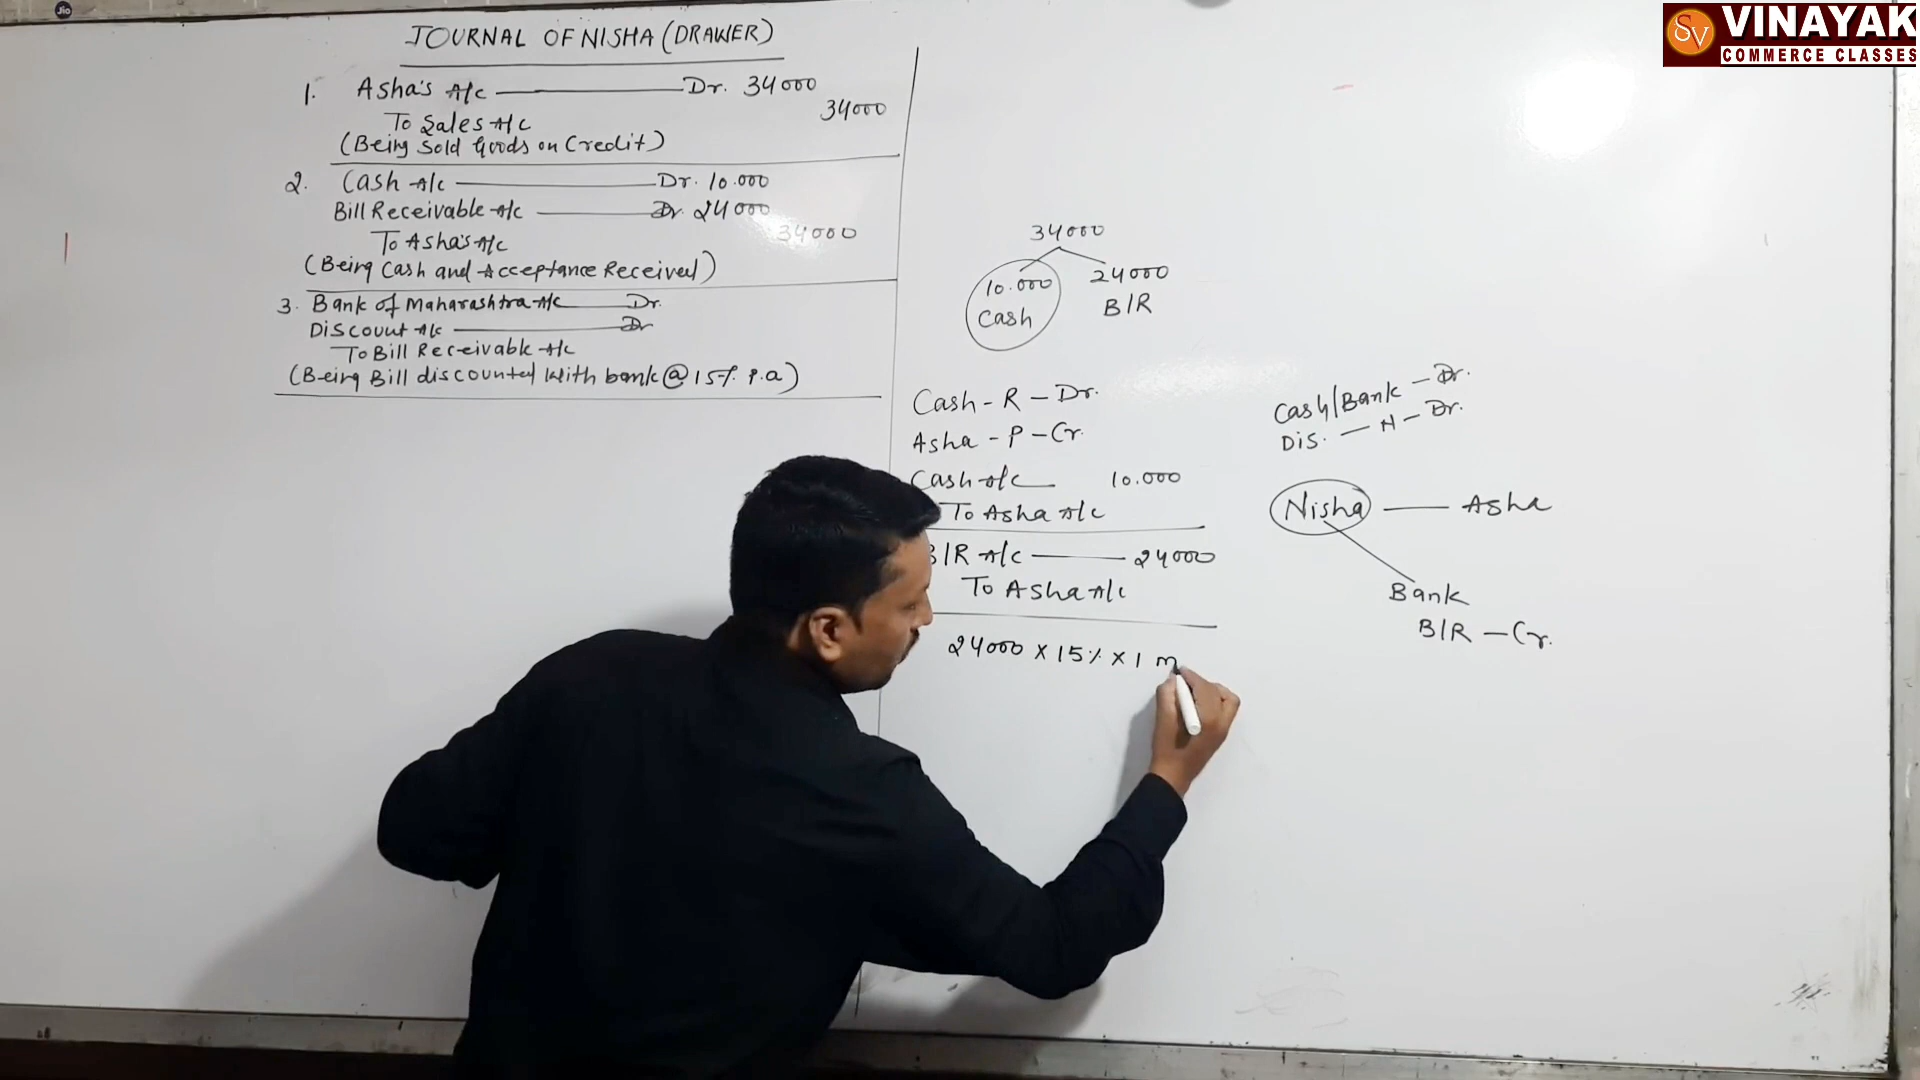 Jio
SV VINAYAK
COMMERCE CLASSES
JOURNAL OF NISHA (DRAWER)
1. Asha's A/c Dr. 34000
34000
To Sales A/c
(Being Sold Goods on Credit)
2. Cash A/c Dr. 10.000
Bill Receivable A/c Dr. 24000
To Asha's A/c 34000
(Being Cash and Acceptance Received)
3. Bank of Maharashtra A/c Dr.
Discount A/c Dr
To Bill Receivable A/c
(Being Bill discounted with bank @ 15% p.a)
34000
10.000 24000
Cash B/R
Cash - R - Dr.
Asha - P - Cr.
Cash A/c 10.000
To Asha A/c
B/R A/c 24000
To Asha A/c
24000 x 15% x 1 m
Cash/Bank - Dr.
Dis. - N - Dr.
Nisha Asha
Bank
B/R - Cr.